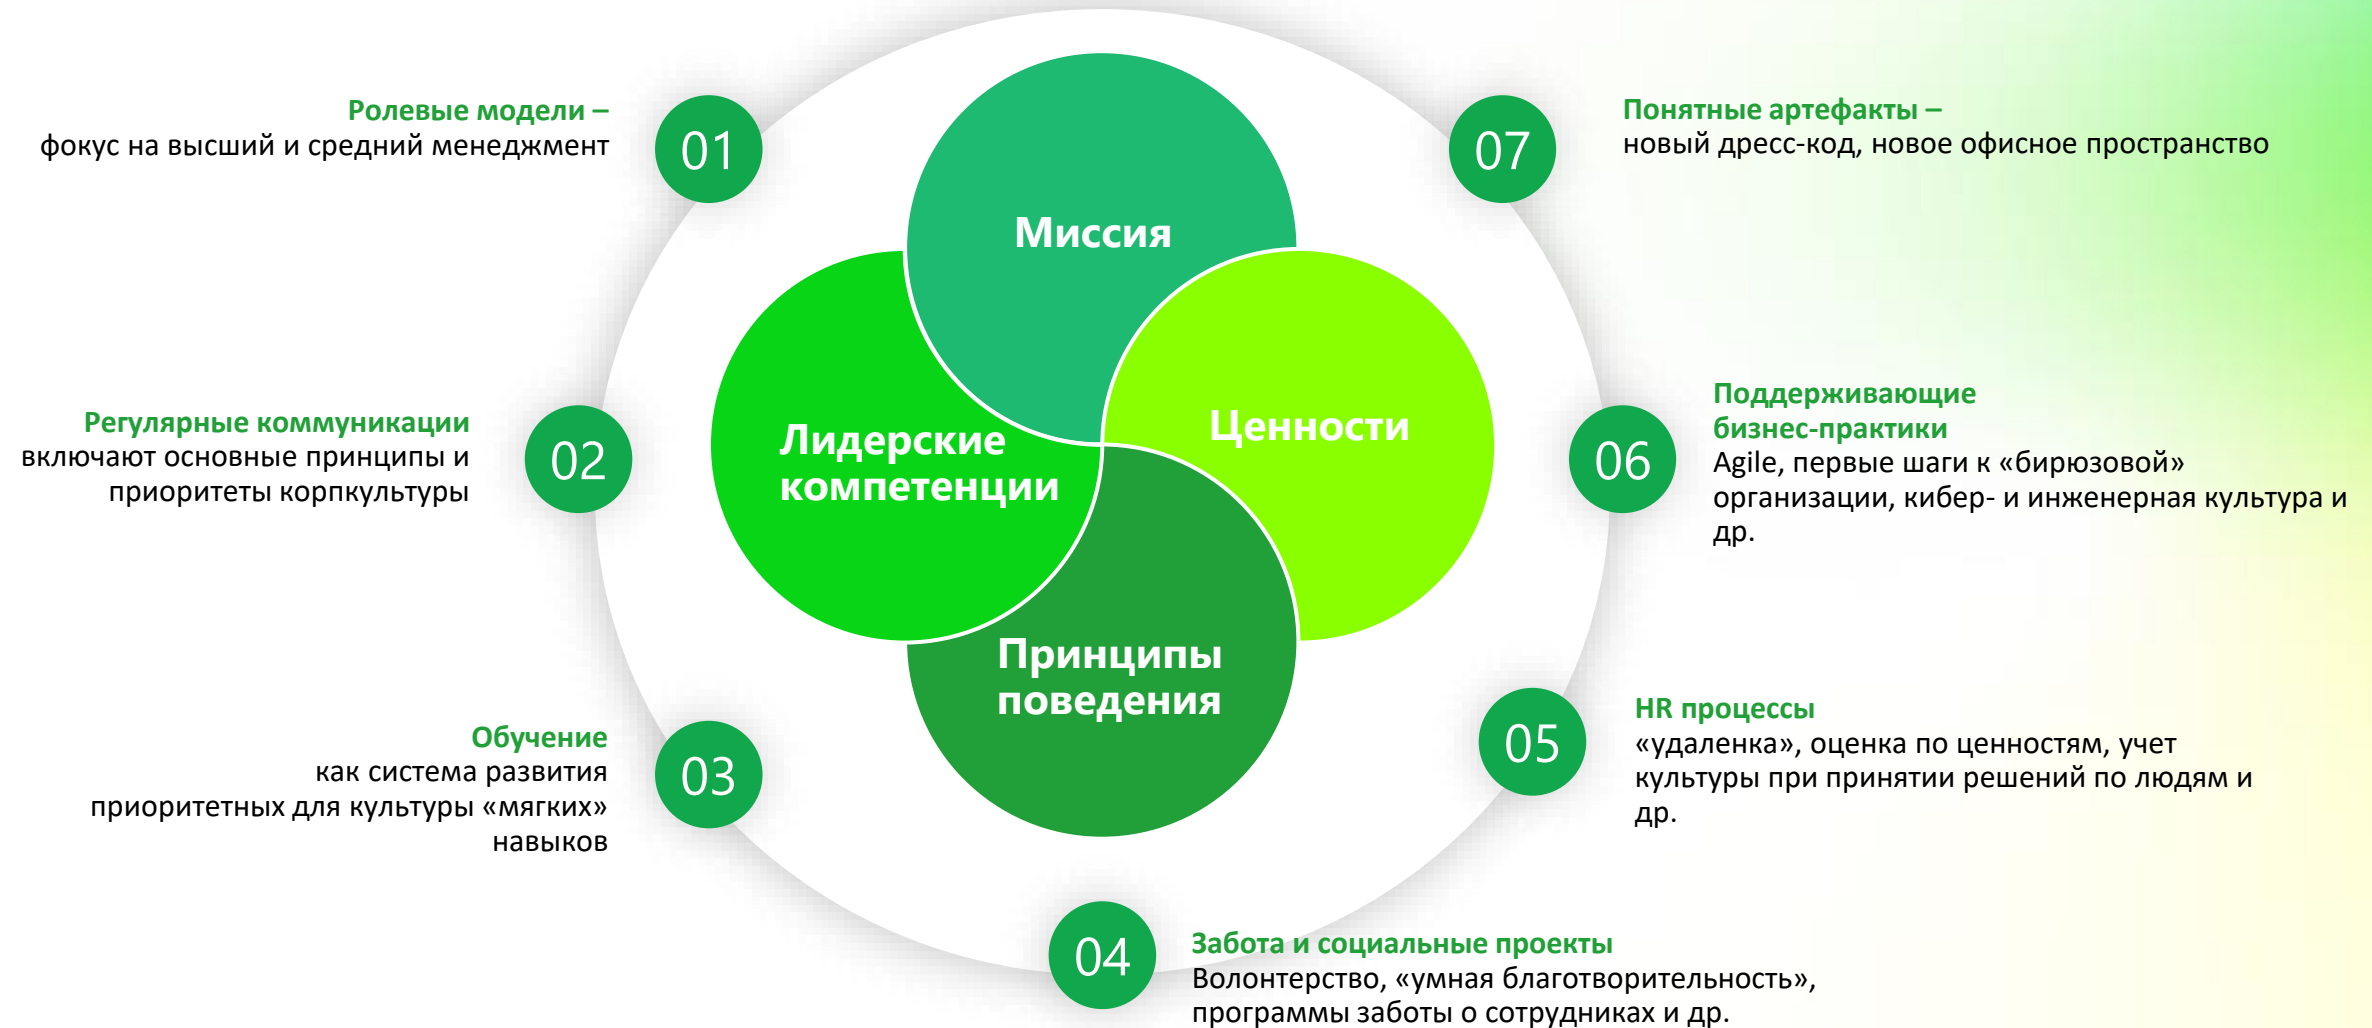 Ролевые модели –
фокус на высший и средний менеджмент
01
Регулярные коммуникации
включают основные принципы и
приоритеты корпкультуры
02
Обучение
как система развития
приоритетных для культуры «мягких»
навыков
03
Миссия
Лидерские
компетенции
Ценности
Принципы
поведения
04
Забота и социальные проекты
Волонтерство, «умная благотворительность»,
программы заботы о сотрудниках и др.
05
HR процессы
«удаленка», оценка по ценностям, учет
культуры при принятии решений по людям и
др.
06
Поддерживающие
бизнес-практики
Agile, первые шаги к «бирюзовой»
организации, кибер- и инженерная культура и
др.
07
Понятные артефакты –
новый дресс-код, новое офисное пространство